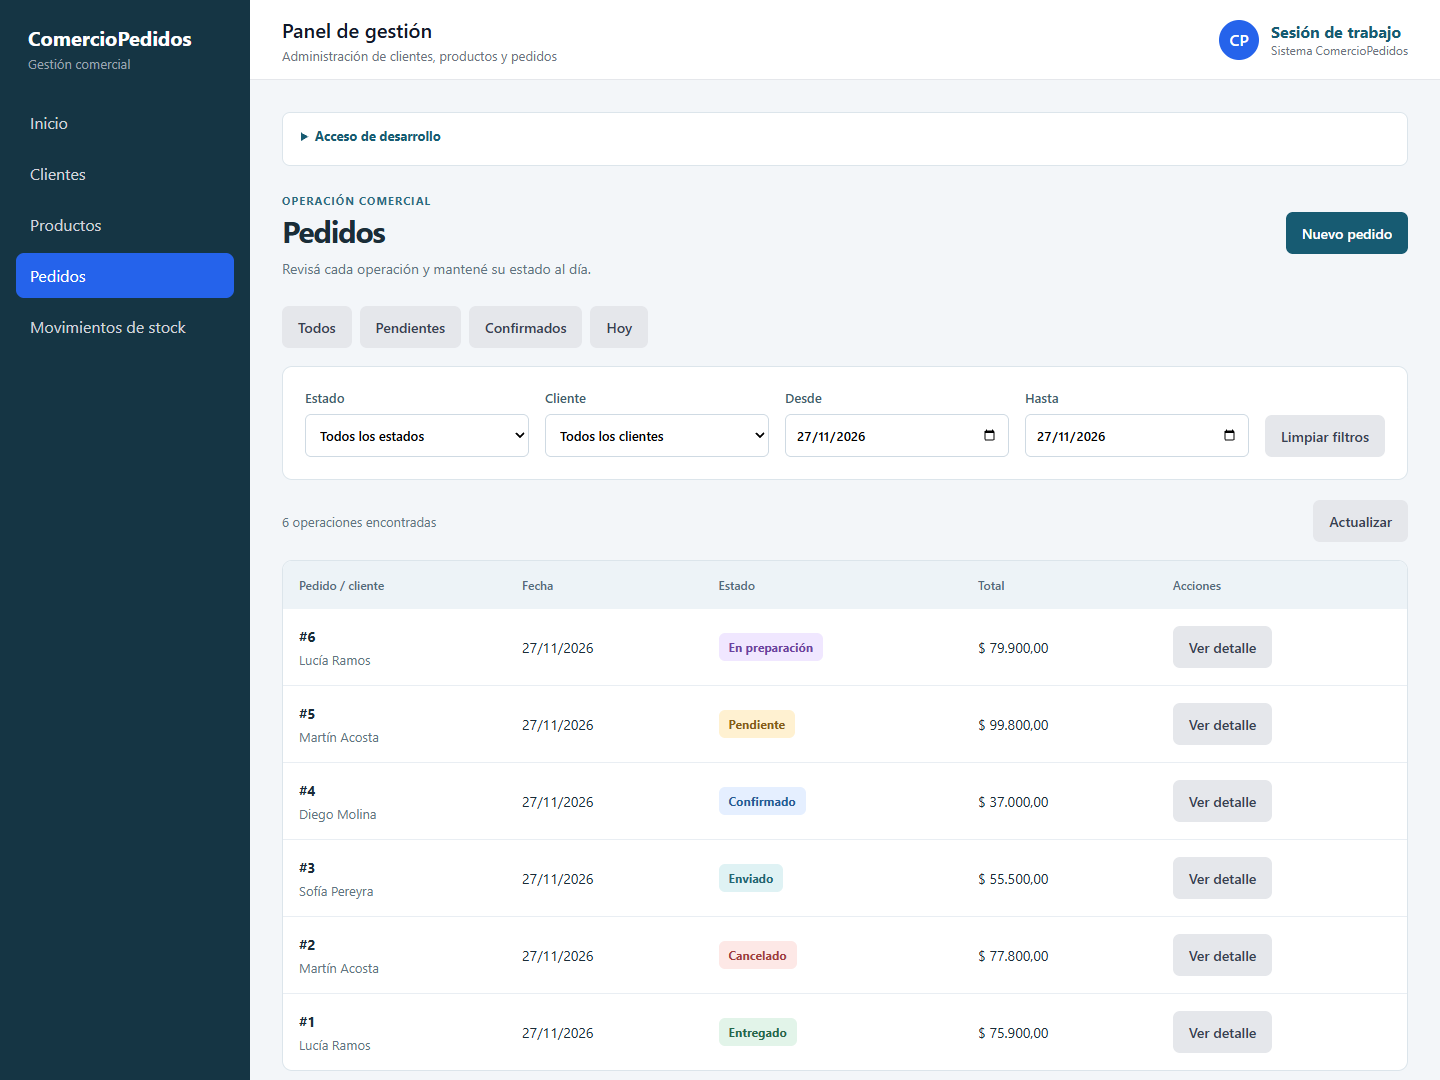 ComercioPedidos
Gestión comercial
Inicio
Clientes
Productos
Pedidos
Movimientos de stock
Panel de gestión
Administración de clientes, productos y pedidos
CP
Sesión de trabajo
Sistema ComercioPedidos
Acceso de desarrollo
OPERACIÓN COMERCIAL
Pedidos
Revisá cada operación y mantené su estado al día.
Nuevo pedido
Todos Pendientes Confirmados Hoy
Estado Cliente Desde Hasta
Todos los estados Todos los clientes 27/11/2026 27/11/2026 Limpiar filtros
6 operaciones encontradas
Actualizar
Pedido / cliente Fecha Estado Total Acciones
#6
Lucía Ramos
27/11/2026 En preparación $ 79.900,00 Ver detalle
#5
Martín Acosta
27/11/2026 Pendiente $ 99.800,00 Ver detalle
#4
Diego Molina
27/11/2026 Confirmado $ 37.000,00 Ver detalle
#3
Sofía Pereyra
27/11/2026 Enviado $ 55.500,00 Ver detalle
#2
Martín Acosta
27/11/2026 Cancelado $ 77.800,00 Ver detalle
#1
Lucía Ramos
27/11/2026 Entregado $ 75.900,00 Ver detalle